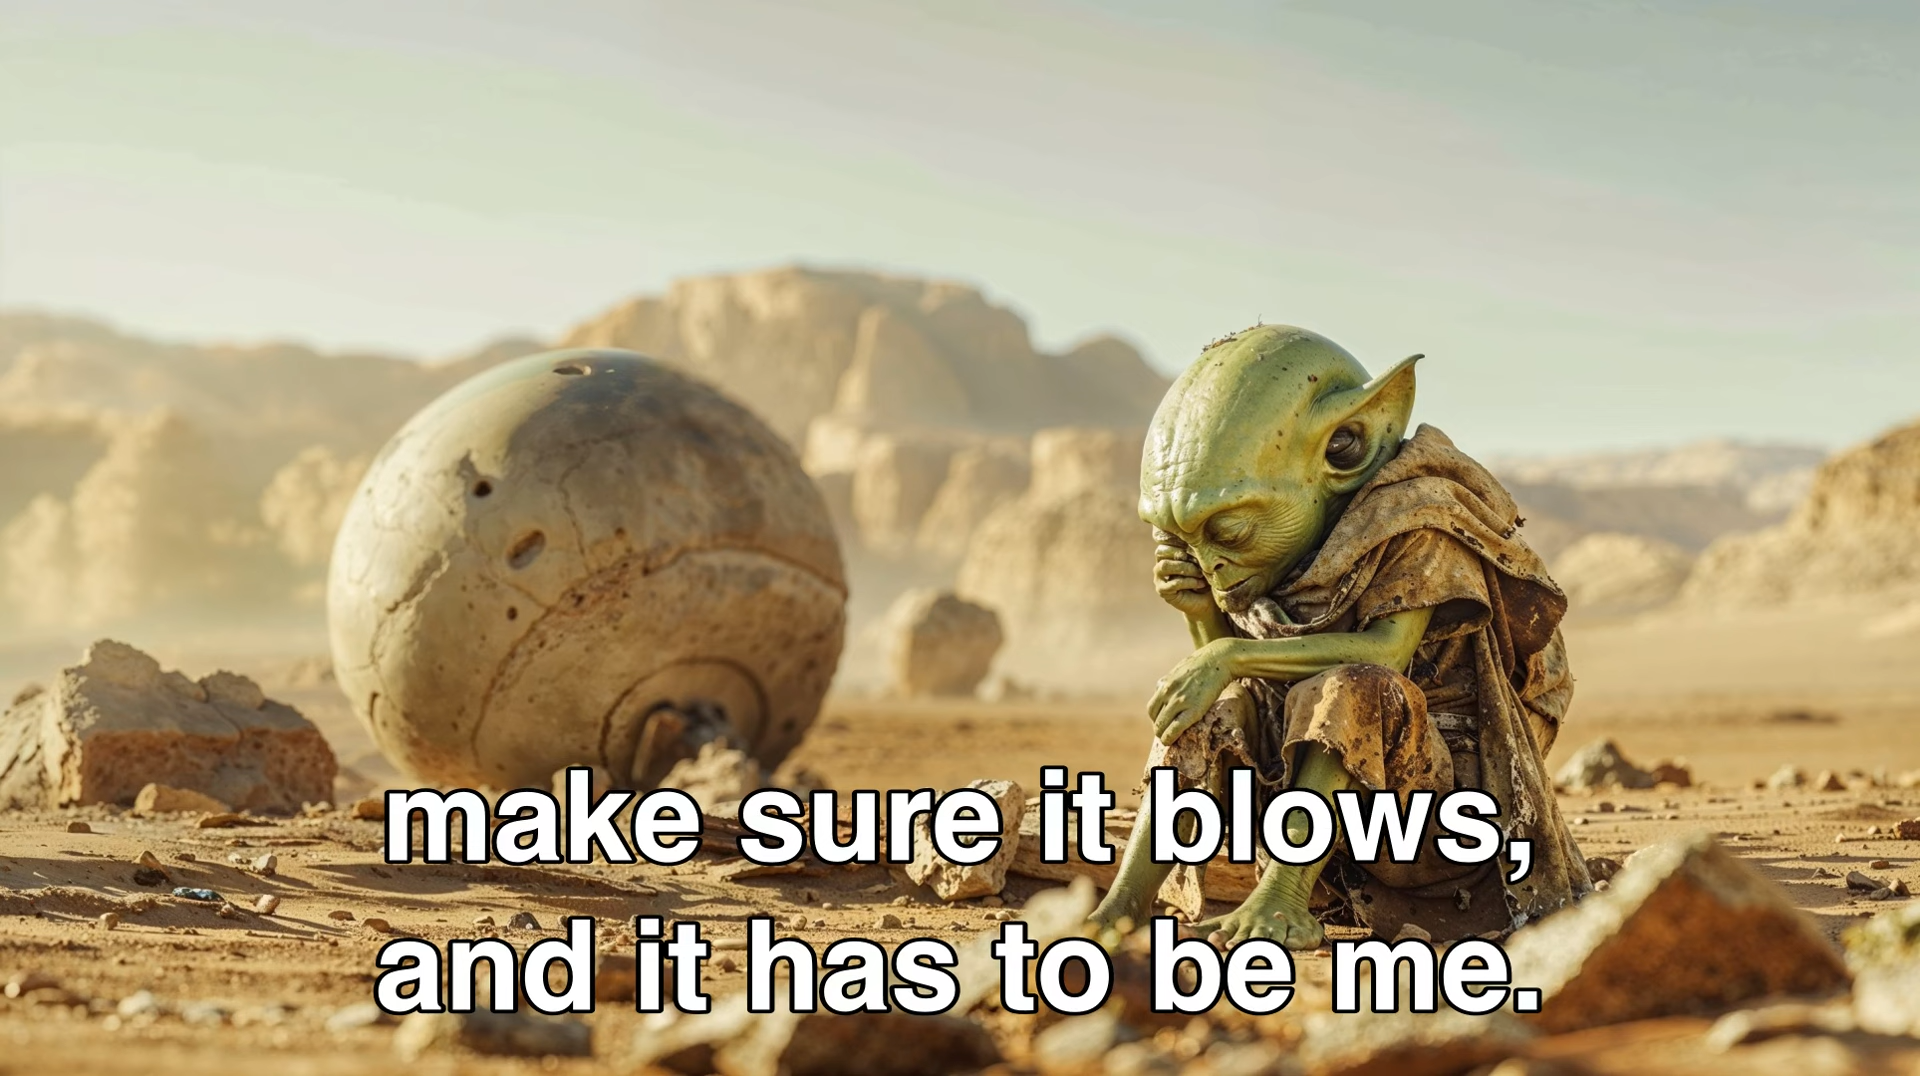 make sure it blows,
and it has to be me.